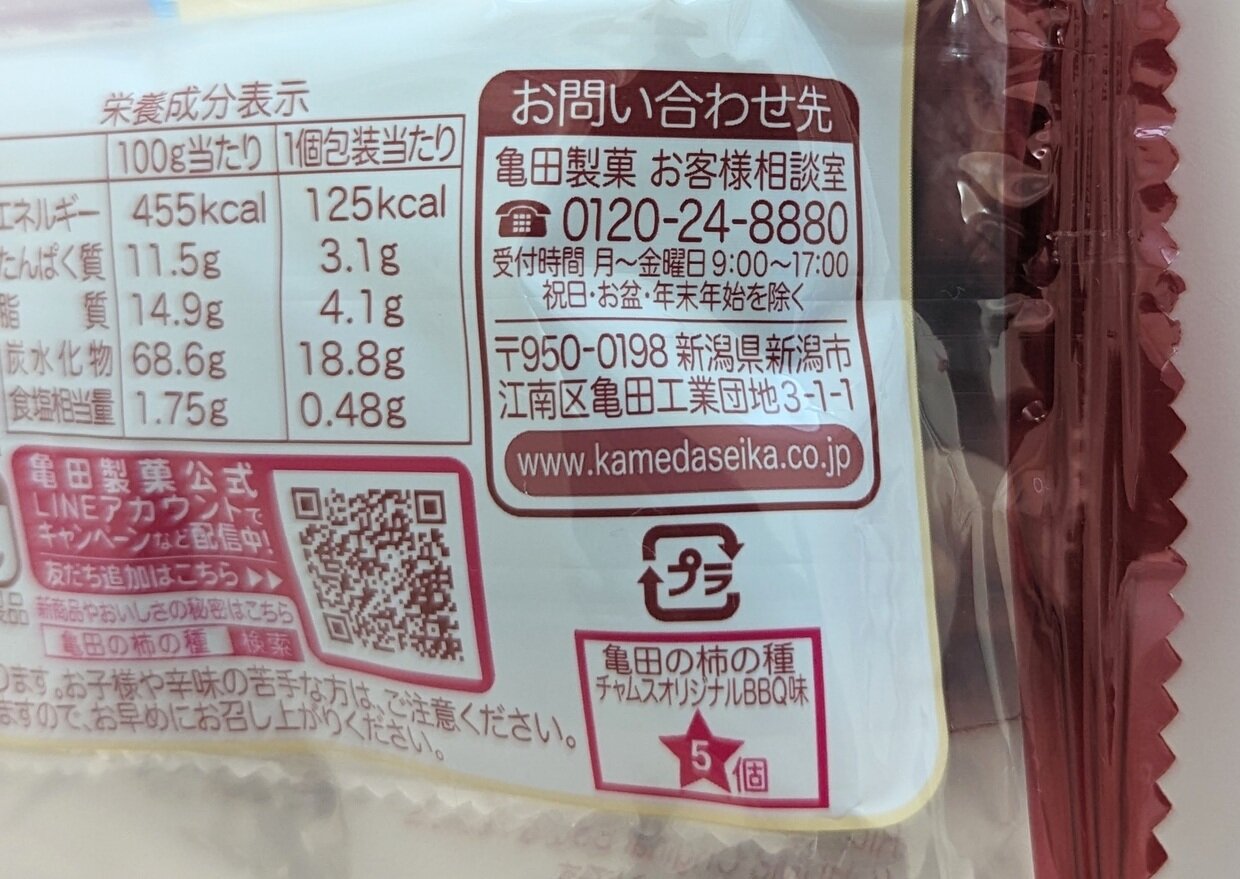 栄養成分表示
100g当たり 1個包装当たり
エネルギー 455kcal 125kcal
たんぱく質 11.5g 3.1g
脂質 14.9g 4.1g
炭水化物 68.6g 18.8g
食塩相当量 1.75g 0.48g
お問い合わせ先
亀田製菓 お客様相談室
0120-24-8880
受付時間 月〜金曜日9:00〜17:00
祝日・お盆・年末年始を除く
〒950-0198 新潟県新潟市
江南区亀田工業団地3-1-1
www.kamedaseika.co.jp
亀田製菓公式
LINEアカウントで
キャンペーンなど配信中!
友だち追加はこちら▶▶
新商品やおいしさの秘密はこちら
亀田の柿の種 検索
プラ
亀田の柿の種
チャムスオリジナルBBQ味
5個
ります。お子様や辛味の苦手な方は、ご注意ください。
ますので、お早めにお召し上がりください。